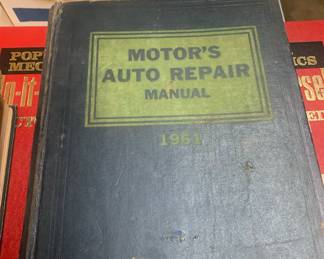 POP
MEC
MOTOR'S
AUTO REPAIR
MANUAL
1961
ICS